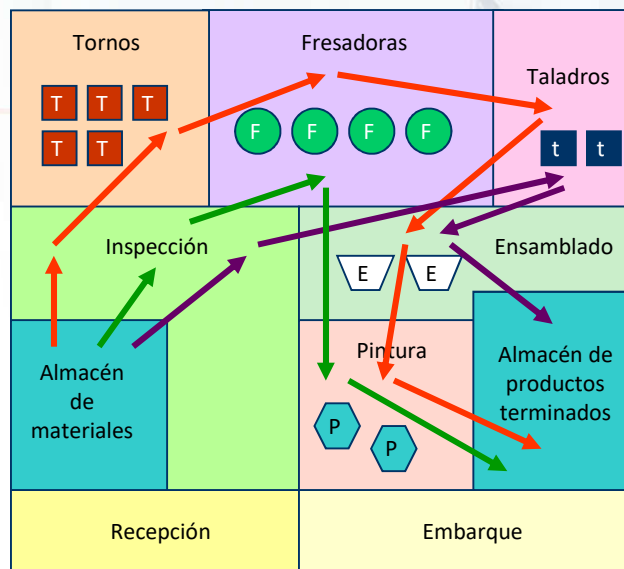 Tornos
Fresadoras
Taladros
T T T
T T
F F F F
t t
Inspección
Ensamblado
E E
Almacén
de
materiales
Pintura
Almacén de
productos
terminados
P
P
Recepción
Embarque